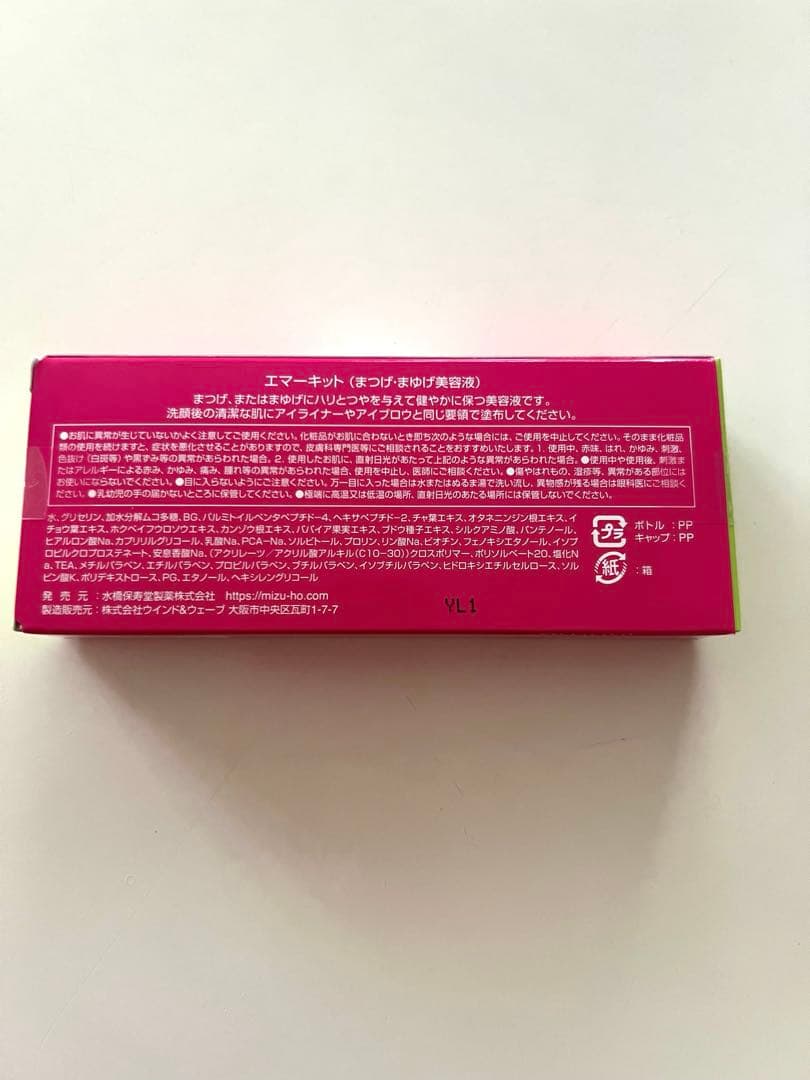 エマーキット（まつげ・まゆげ美容液）
まつげ、またはまゆげにハリとつやを与えて健やかに保つ美容液です。
洗顔後の清潔な肌にアイライナーやアイブロウと同じ要領で塗布してください。
●お肌に異常が生じていないかよく注意してご使用ください。化粧品がお肌に合わないとき即ち次のような場合には、ご使用を中止してください。そのまま化粧品
類の使用を続けますと、症状を悪化させることがありますので、皮膚科専門医等にご相談されることをおすすめいたします。1. 使用中、赤味、はれ、かゆみ、刺激、
色抜け（白斑等）や黒ずみ等の異常があらわれた場合。2. 使用したお肌に、直射日光があたって上記のような異常があらわれた場合。●使用中や使用後、刺激ま
たはアレルギーによる赤み、かゆみ、痛み、腫れ等の異常があらわれた場合、使用を中止し、医師にご相談ください。●傷やはれもの、湿疹等、異常がある部位には
お使いにならないでください。●目に入らないようにご注意ください。万一目に入った場合は水またはぬるま湯で洗い流し、異物感が残る場合は眼科医にご相談く
ださい。●乳幼児の手の届かないところに保管してください。●極端に高温又は低温の場所、直射日光のあたる場所には保管しないでください。
水、グリセリン、加水分解ムコ多糖、BG、パルミトイルペンタペプチド-4、ヘキサペプチド-2、チャ葉エキス、オタネニンジン根エキス、イ
チョウ葉エキス、ホクベイフウロソウエキス、カンゾウ根エキス、パパイア果実エキス、ブドウ種子エキス、シルクアミノ酸、パンテノール、
ヒアルロン酸Na、カプリリルグリコール、乳酸Na、PCA-Na、ソルビトール、プロリン、リン酸Na、ビオチン、フェノキシエタノール、イソプ
ロピルクロプロステネート、安息香酸Na、（アクリレーツ／アクリル酸アルキル（C10-30））クロスポリマー、ポリソルベート20、塩化N
a、TEA、メチルパラベン、エチルパラベン、プロピルパラベン、ブチルパラベン、イソブチルパラベン、ヒドロキシエチルセルロース、ソル
ビン酸K、ポリデキストロース、PG、エタノール、ヘキシレングリコール
プラ
ボトル：PP
キャップ：PP
紙 ：箱
発 売 元 ：水橋保寿堂製薬株式会社 https://mizu-ho.com
製造販売元：株式会社ウインド&ウェーブ 大阪市中央区瓦町1-7-7
YL1